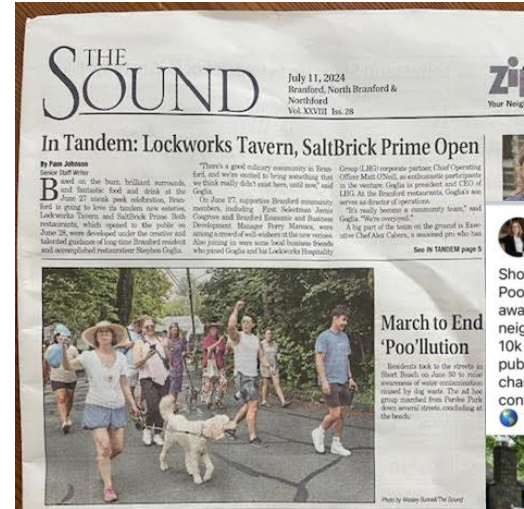 THE
SOUND
July 11, 2024
Branford, North Branford &
Northford
Vol. XXVIII Iss. 28
Zip
Your Neig
In Tandem: Lockworks Tavern, SaltBrick Prime Open
By Pam Johnson
Senior Staff Writer
Based on the buzz, brilliant surrounds,
and fantastic food and drink at the
June 27 sneak peek celebration, Bran-
ford is going to love its tandem new eateries,
Lockworks Tavern and SaltBrick Prime. Both
restaurants, which opened to the public on
June 28, were developed under the creative and
talented guidance of long-time Branford resident
and accomplished restaurateur Stephen Goglia.
"There's a good culinary community in Bran-
ford, and we're excited to bring something that
we think really didn't exist here, until now," said
Goglia.
On June 27, supportive Branford community
members, including First Selectman Jamie
Cosgrove and Branford Economic and Business
Development Manager Perry Maresca, were
among a crowd of well-wishers at the new venues.
Also joining in were some local business friends
who joined Goglia and his Lockworks Hospitality
Group (LHG) corporate partner, Chief Operating
Officer Matt O'Neill, as enthusiastic participants
in the venture. Goglia is president and CEO of
LHG. At the Branford restaurants, Goglia's son
serves as director of operations.
"It's really become a community team," said
Goglia. "We're overjoyed."
A big part of the team on the ground is Exec-
utive Chef Alex Cabrera, a seasoned pro who has
See IN TANDEM page 5
March to End
'Poo'llution
Residents took to the streets in
Short Beach on June 30 to raise
awareness of water contamination
caused by dog waste. The ad hoc
group marched from Pardee Park
down several streets, concluding at
the beach.
Photo by Wesley Bunnell/The Sound
Sho
Poo
awa
neig
10k
pub
cha
con